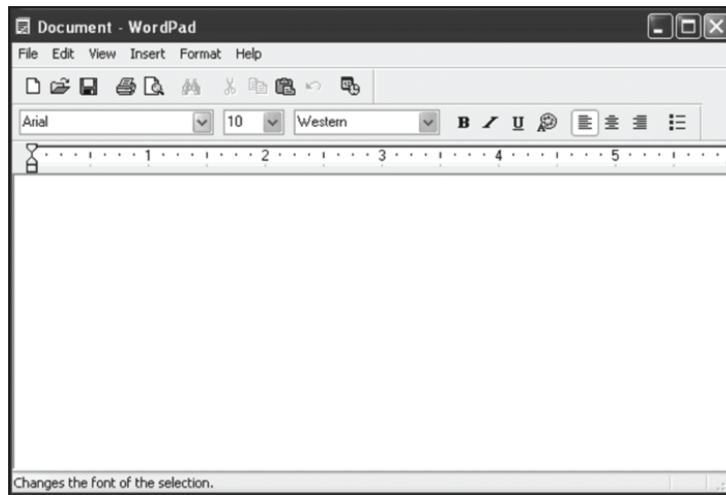 Document - WordPad
File Edit View Insert Format Help
Arial 10 Western B I U A
1 2 3 4 5
Changes the font of the selection.